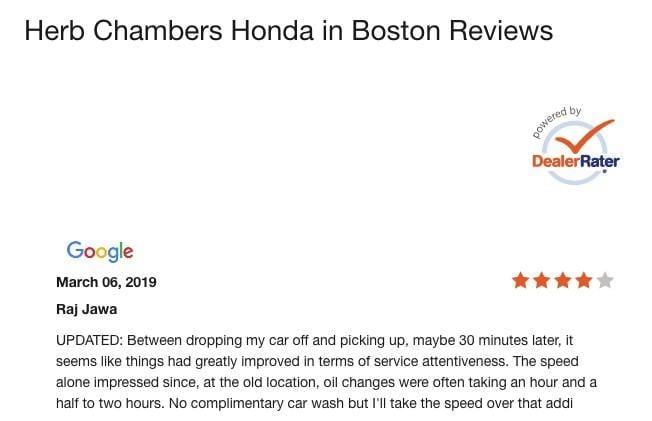 Herb Chambers Honda in Boston Reviews
powered by
DealerRater
Google
March 06, 2019
Raj Jawa
UPDATED: Between dropping my car off and picking up, maybe 30 minutes later, it
seems like things had greatly improved in terms of service attentiveness. The speed
alone impressed since, at the old location, oil changes were often taking an hour and a
half to two hours. No complimentary car wash but I'll take the speed over that addi